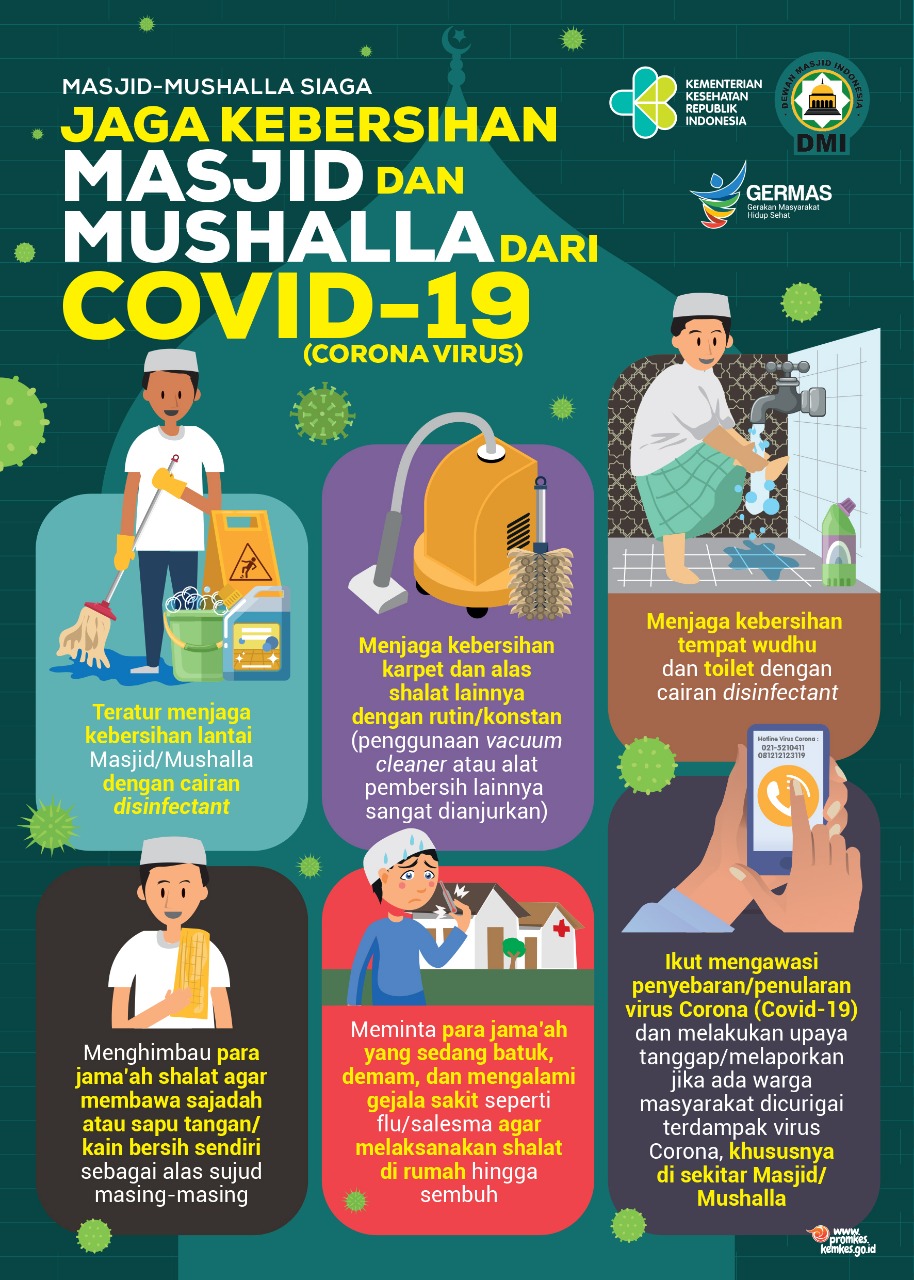 MASJID-MUSHALLA SIAGA
JAGA KEBERSIHAN
MASJID DAN
MUSHALLA DARI
COVID-19
(CORONA VIRUS)
KEMENTERIAN
KESEHATAN
REPUBLIK
INDONESIA
DEWAN MASJID INDONESIA
DMI
GERMAS
Gerakan Masyarakat
Hidup Sehat
Teratur menjaga
kebersihan lantai
Masjid/Mushalla
dengan cairan
disinfectant
Menjaga kebersihan
karpet dan alas
shalat lainnya
dengan rutin/konstan
(penggunaan vacuum
cleaner atau alat
pembersih lainnya
sangat dianjurkan)
Menjaga kebersihan
tempat wudhu
dan toilet dengan
cairan disinfectant
Menghimbau para
jama'ah shalat agar
membawa sajadah
atau sapu tangan/
kain bersih sendiri
sebagai alas sujud
masing-masing
Meminta para jama'ah
yang sedang batuk,
demam, dan mengalami
gejala sakit seperti
flu/salesma agar
melaksanakan shalat
di rumah hingga
sembuh
Hotline Virus Corona :
021-5210411
081212123119
Ikut mengawasi
penyebaran/penularan
virus Corona (Covid-19)
dan melakukan upaya
tanggap/melaporkan
jika ada warga
masyarakat dicurigai
terdampak virus
Corona, khususnya
di sekitar Masjid/
Mushalla
www.
promkes.
kemkes.go.id